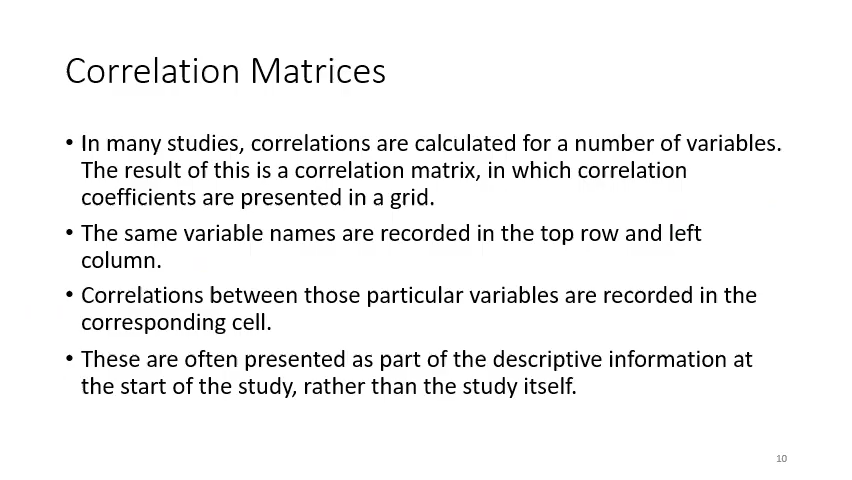 Correlation Matrices
• In many studies, correlations are calculated for a number of variables.
The result of this is a correlation matrix, in which correlation
coefficients are presented in a grid.
• The same variable names are recorded in the top row and left
column.
• Correlations between those particular variables are recorded in the
corresponding cell.
• These are often presented as part of the descriptive information at
the start of the study, rather than the study itself.
10